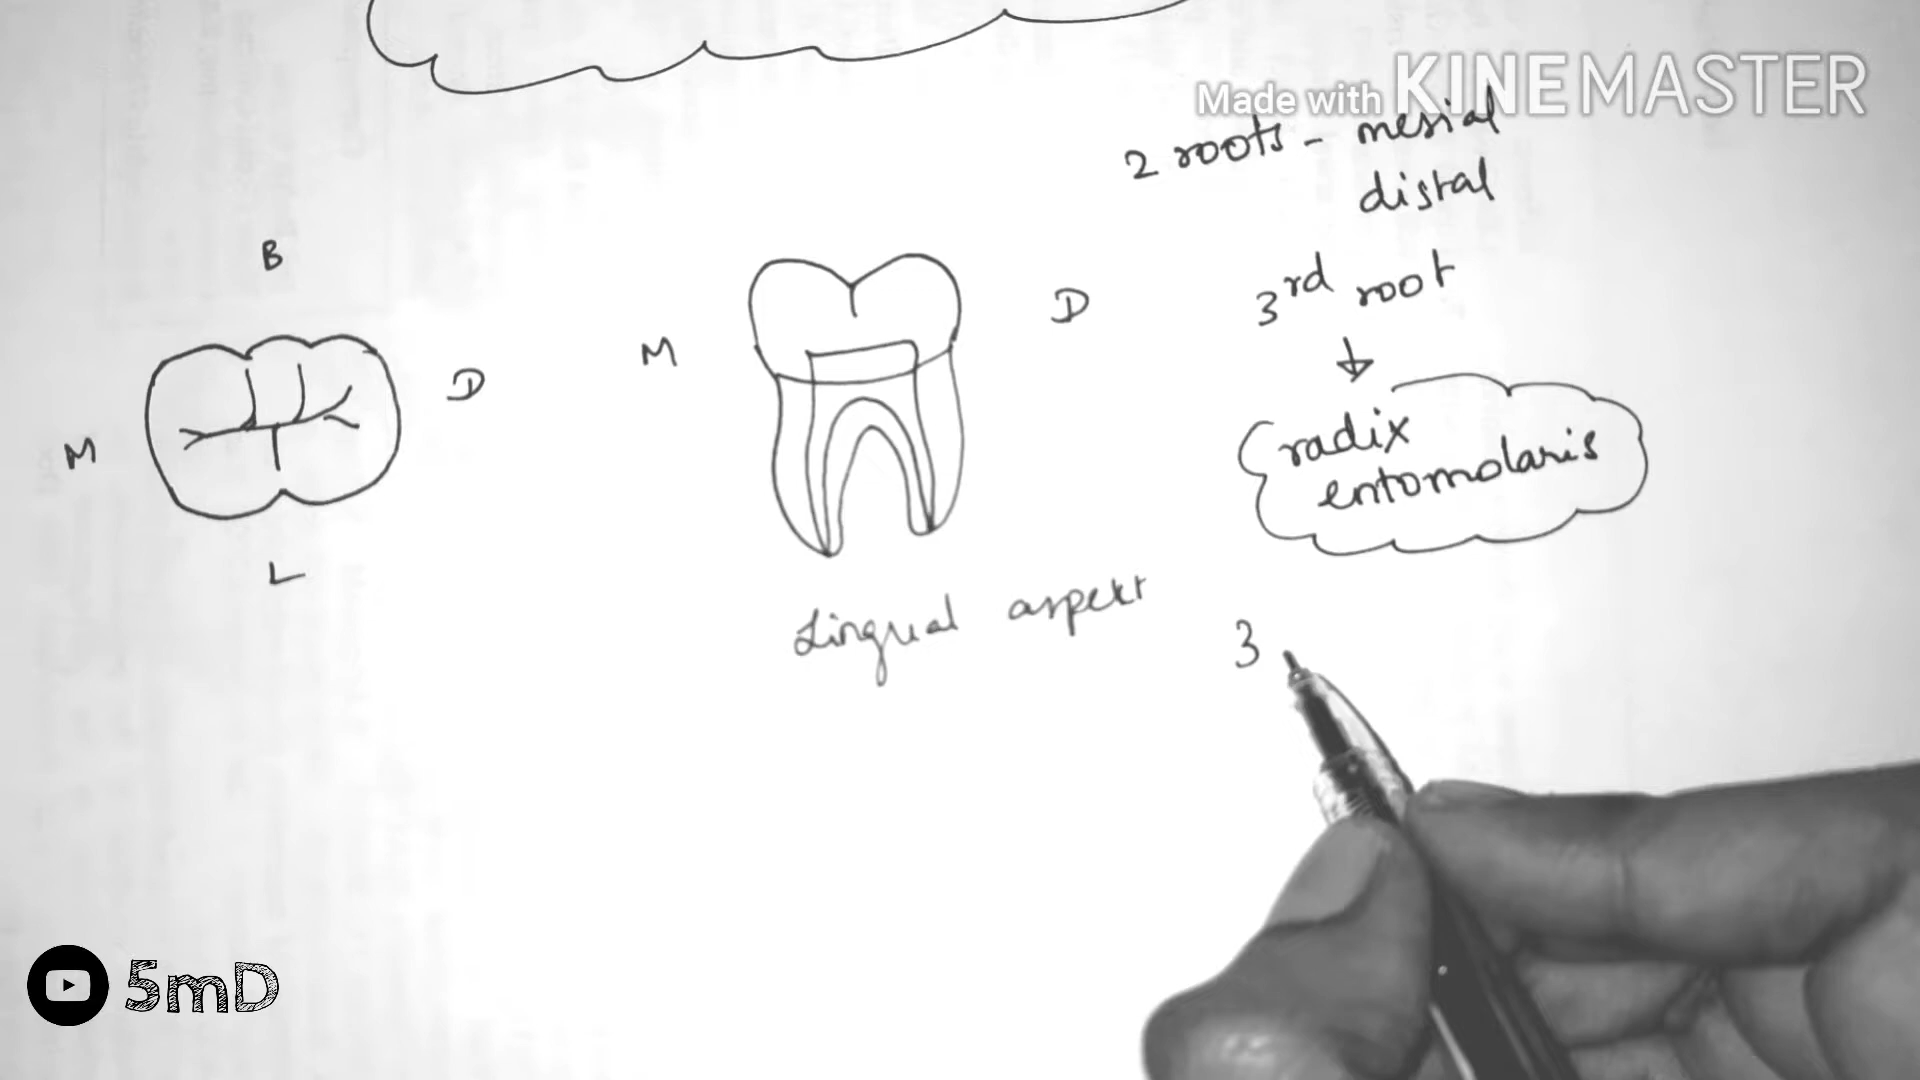 Made with KINEMASTER
2 roots - mesial
distal
3rd root
radix
entomolaris
B
M
D
L
M
D
Lingual aspect
3
5mD